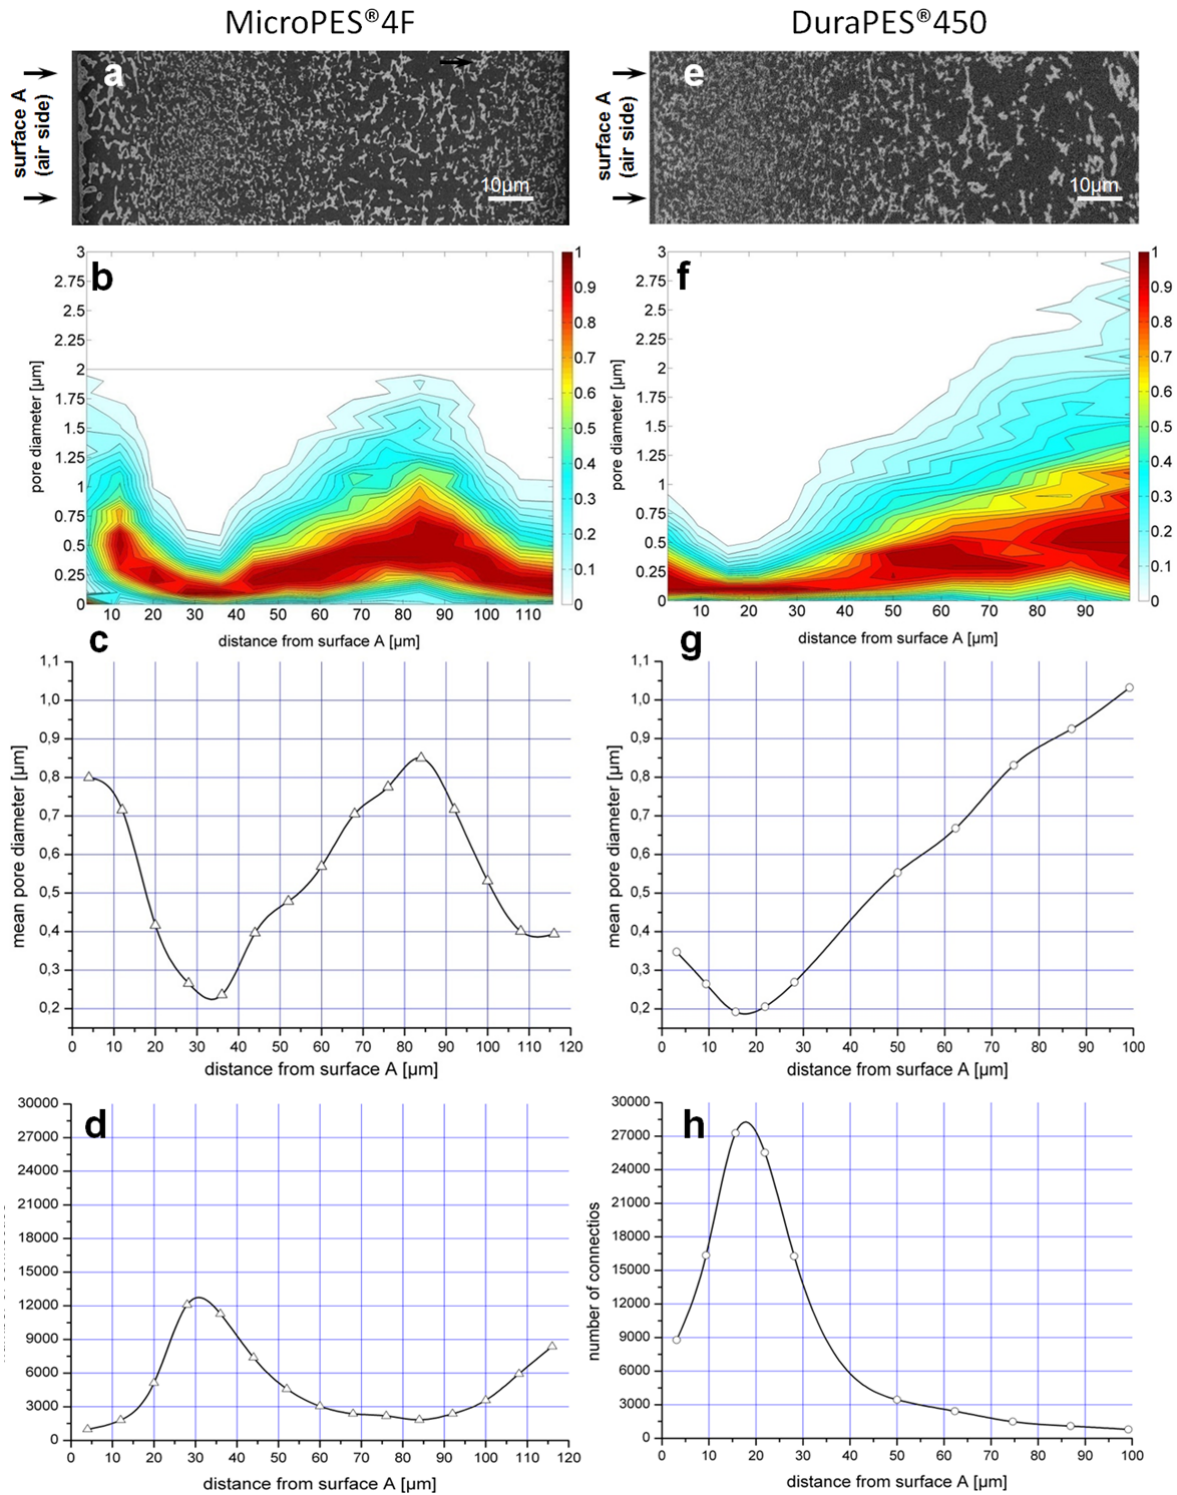 MicroPES®4F
DuraPES®450
surface A
(air side)
a
10μm
surface A
(air side)
e
10μm
b
3
2.75
2.5
2.25
2
1.75
1.5
1.25
1
0.75
0.5
0.25
0
pore diameter [μm]
10 20 30 40 50 60 70 80 90 100 110
distance from surface A [μm]
1
0.9
0.8
0.7
0.6
0.5
0.4
0.3
0.2
0.1
0
f
3
2.75
2.5
2.25
2
1.75
1.5
1.25
1
0.75
0.5
0.25
0
pore diameter [μm]
10 20 30 40 50 60 70 80 90
distance from surface A [μm]
1
0.9
0.8
0.7
0.6
0.5
0.4
0.3
0.2
0.1
0
c
1,1
1,0
0,9
0,8
0,7
0,6
0,5
0,4
0,3
0,2
mean pore diameter [μm]
0 10 20 30 40 50 60 70 80 90 100 110 120
distance from surface A [μm]
g
1,1
1,0
0,9
0,8
0,7
0,6
0,5
0,4
0,3
0,2
mean pore diameter [μm]
0 10 20 30 40 50 60 70 80 90 100
distance from surface A [μm]
d
30000
27000
24000
21000
18000
15000
12000
9000
6000
3000
0
0 10 20 30 40 50 60 70 80 90 100 110 120
distance from surface A [μm]
h
30000
27000
24000
21000
18000
15000
12000
9000
6000
3000
0
number of connectios
0 10 20 30 40 50 60 70 80 90 100
distance from surface A [μm]